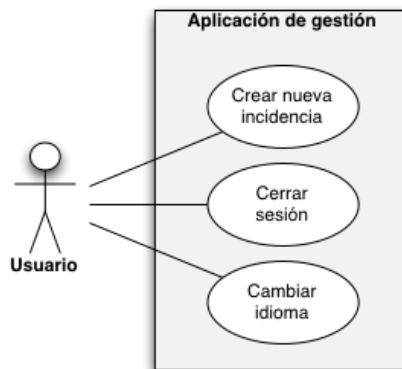 Aplicación de gestión
Crear nueva
incidencia
Cerrar
sesión
Usuario
Cambiar
idioma